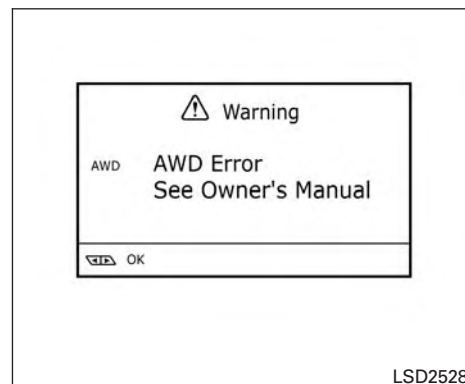 Warning
AWD AWD Error
See Owner's Manual
OK
LSD2528